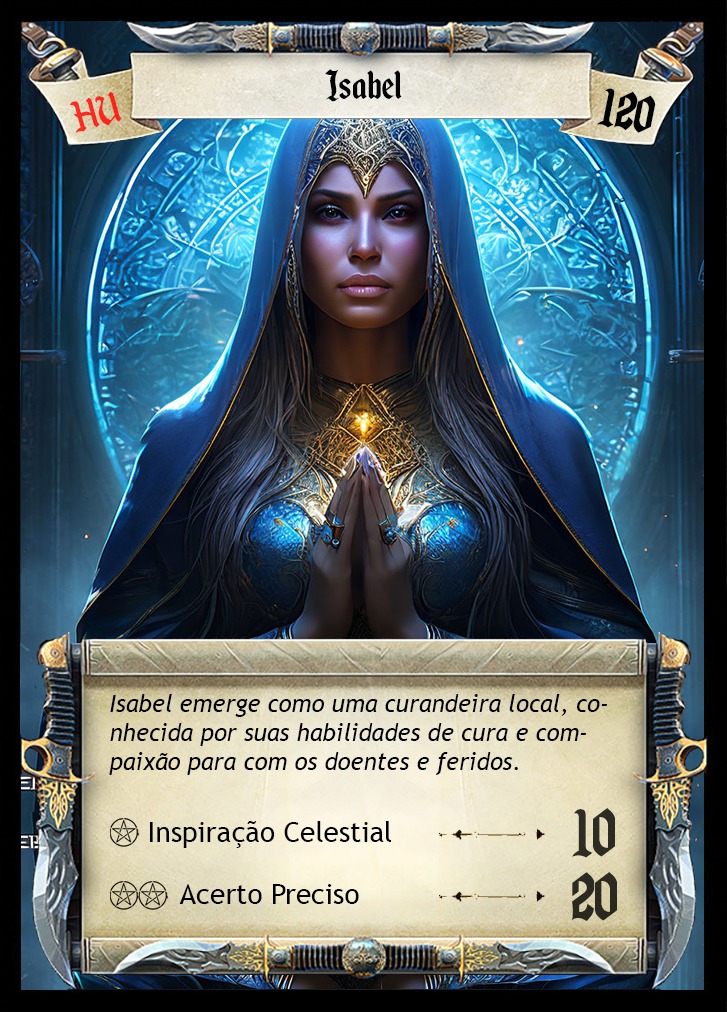 Isabel
HU
120
Isabel emerge como uma curandeira local, co-
nhecida por suas habilidades de cura e com-
paixão para com os doentes e feridos.
Inspiração Celestial 10
Acerto Preciso 20